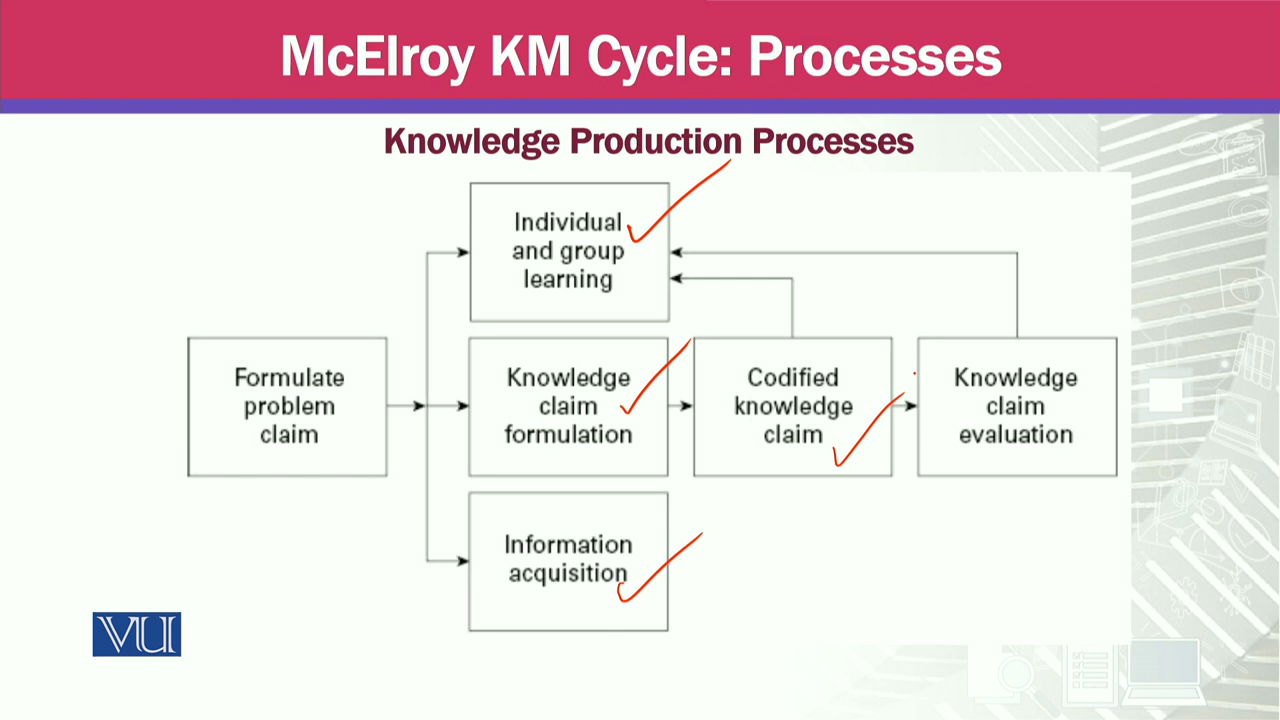 McElroy KM Cycle: Processes
Knowledge Production Processes
Individual
and group
learning
Formulate
problem
claim
Knowledge
claim
formulation
Codified
knowledge
claim
Knowledge
claim
evaluation
Information
acquisition
VU